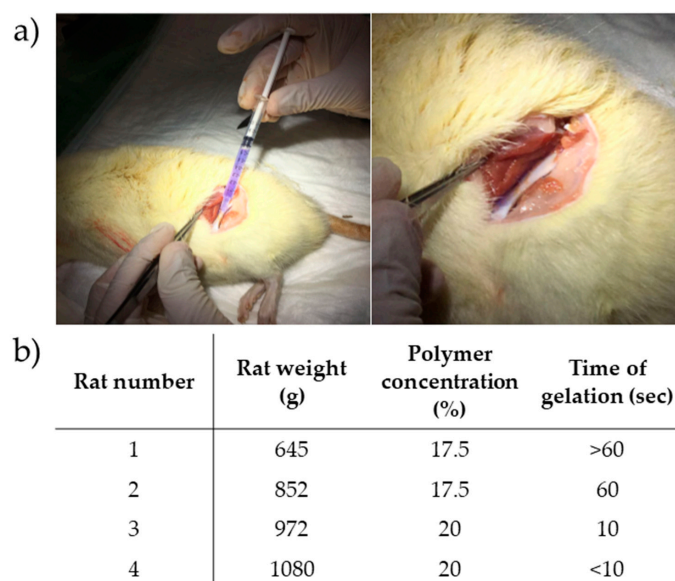 a)
b)
Rat number Rat weight (g) Polymer concentration (%) Time of gelation (sec)
1 645 17.5 >60
2 852 17.5 60
3 972 20 10
4 1080 20 <10